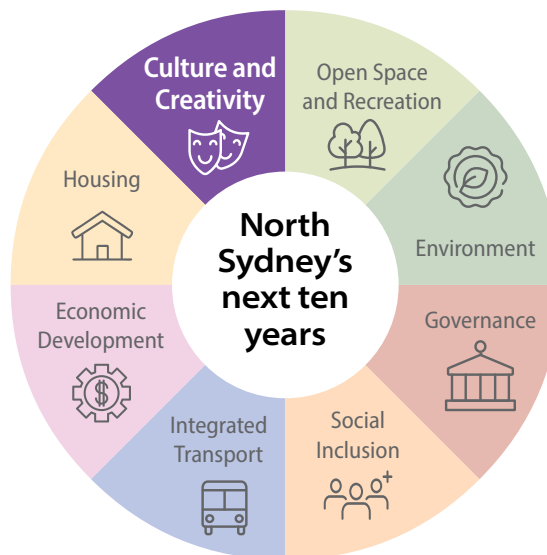 Culture and
Creativity
Open Space
and Recreation
Environment
Governance
Social
Inclusion
Integrated
Transport
Economic
Development
Housing
North
Sydney’s
next ten
years
$